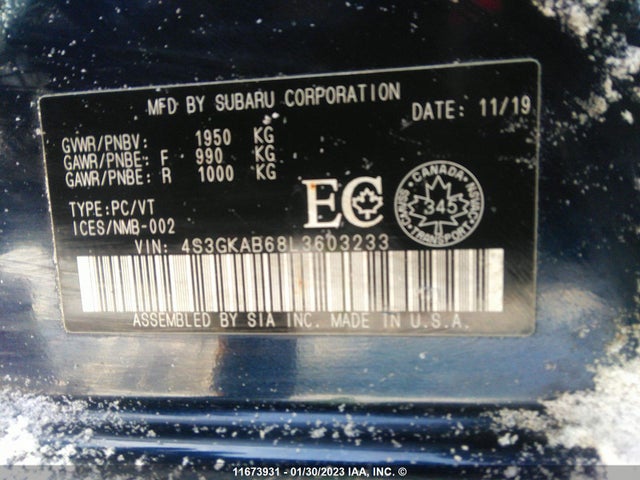 MFD BY SUBARU CORPORATION
DATE: 11/19
GVWR/PNBV: 1950 KG
GAWR/PNBE: F 990 KG
GAWR/PNBE: R 1000 KG
TYPE:PC/VT
ICES/NMB-002
EC
CANADA
345
TRANSPORT
VIN: 4S3GKAB68L3603233
ASSEMBLED BY SIA INC. MADE IN U.S.A.
11673931 - 01/30/2023 IAA, INC. ©